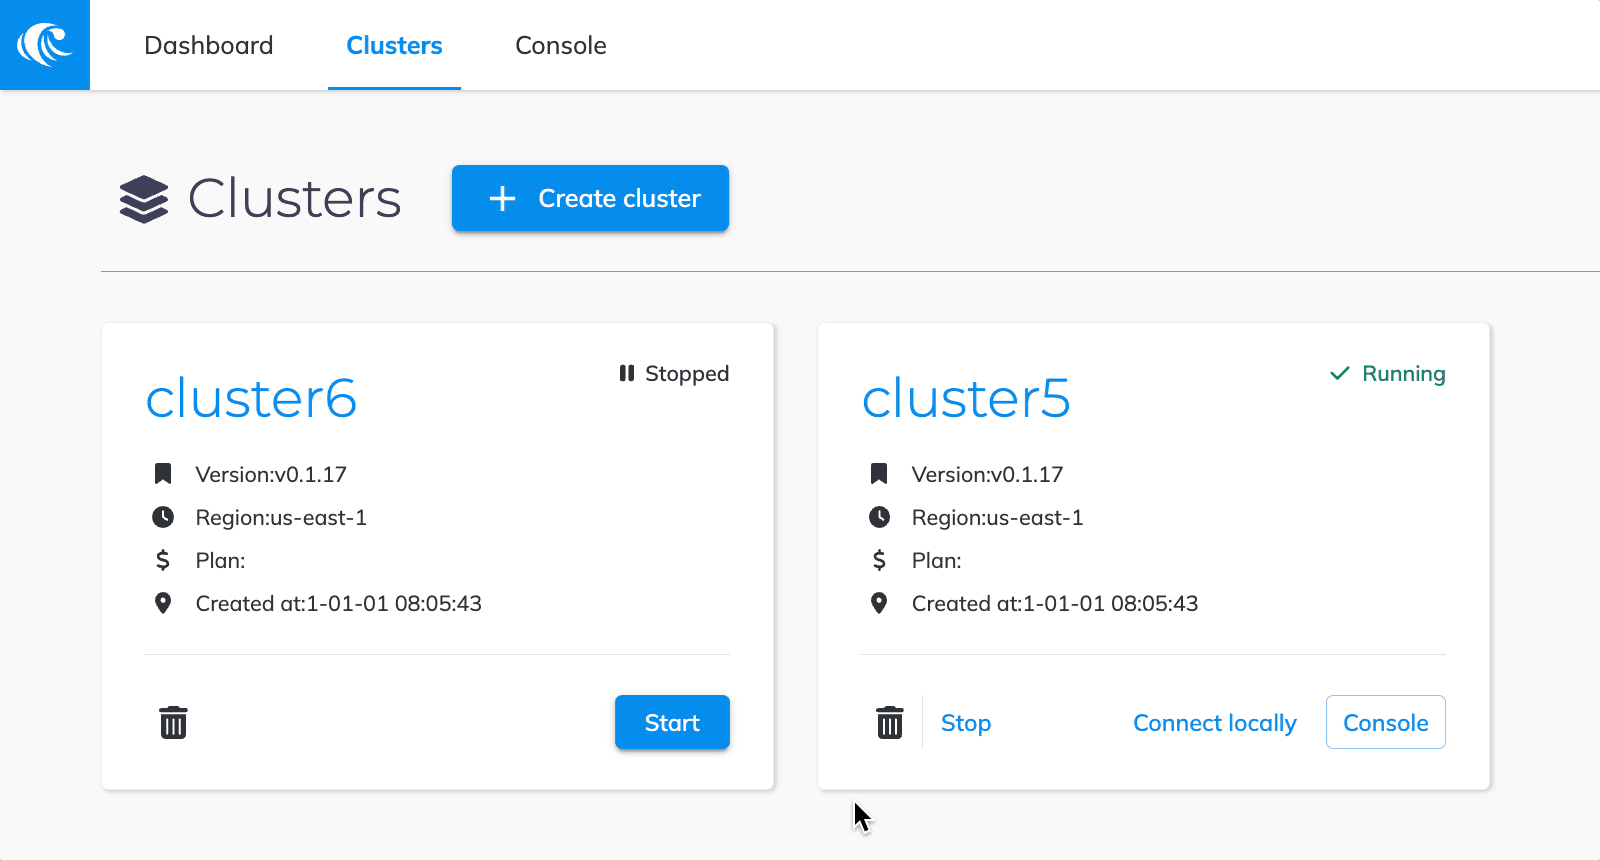 Dashboard Clusters Console
Clusters
Create cluster
cluster6
Stopped
Version:v0.1.17
Region:us-east-1
Plan:
Created at:1-01-01 08:05:43
Start
cluster5
Running
Version:v0.1.17
Region:us-east-1
Plan:
Created at:1-01-01 08:05:43
Stop
Connect locally
Console